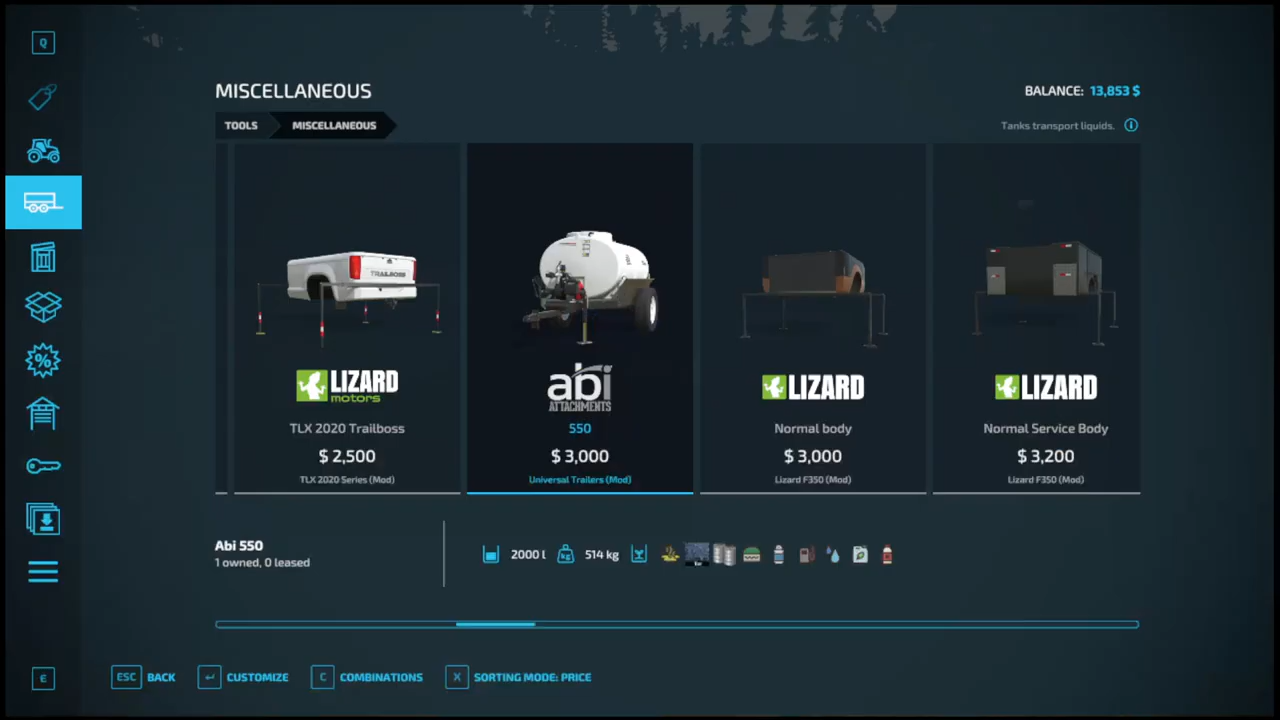 Q
MISCELLANEOUS
BALANCE: 13,853 $
TOOLS
MISCELLANEOUS
Tanks transport liquids.
TRAILBOSS
LIZARD
motors
TLX 2020 Trailboss
$ 2,500
TLX 2020 Series (Mod)
abi
ATTACHMENTS
550
$ 3,000
Universal Trailers (Mod)
LIZARD
Normal body
$ 3,000
Lizard F350 (Mod)
LIZARD
Normal Service Body
$ 3,200
Lizard F350 (Mod)
Abi 550
1 owned, 0 leased
2000 l
514 kg
E
ESC BACK
CUSTOMIZE
C COMBINATIONS
X SORTING MODE: PRICE